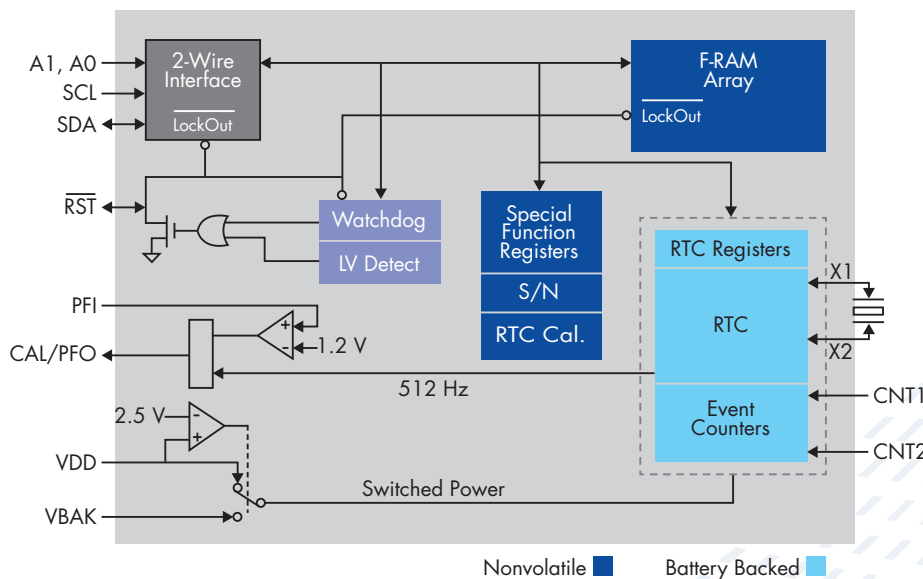 A1, A0
SCL
SDA
RST
PFI
CAL/PFO
VDD
VBAK
2-Wire
Interface
LockOut
F-RAM
Array
LockOut
Watchdog
LV Detect
Special
Function
Registers
S/N
RTC Cal.
RTC Registers
RTC
Event
Counters
X1
X2
CNT1
CNT2
+
-
1.2 V
512 Hz
2.5 V
-
+
Switched Power
Nonvolatile
Battery Backed